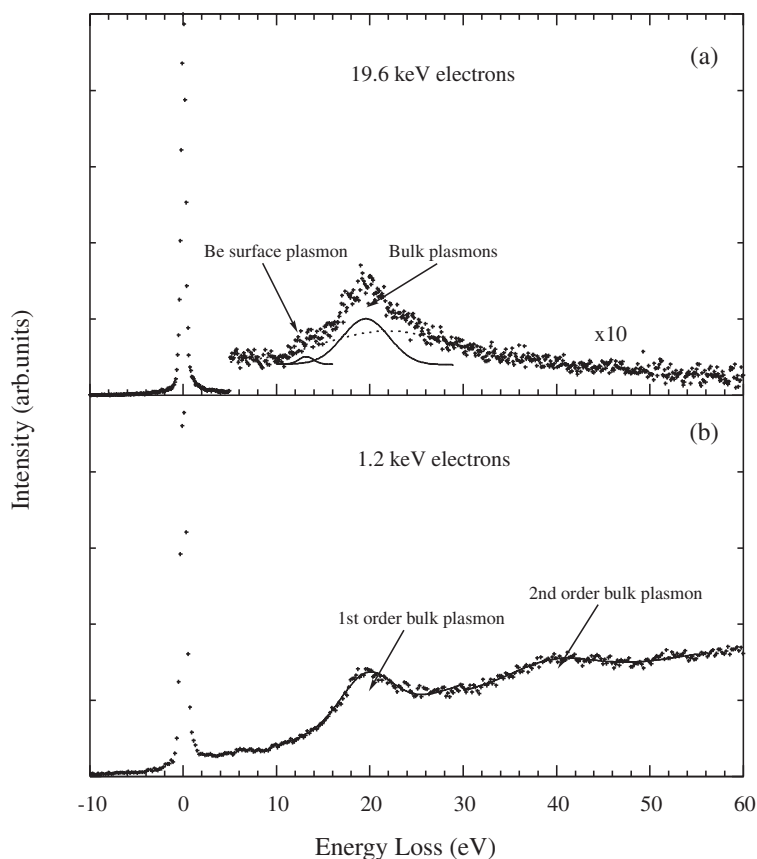 (a)
19.6 keV electrons
Be surface plasmon
Bulk plasmons
x10
Intensity (arb.units)
(b)
1.2 keV electrons
2nd order bulk plasmon
1st order bulk plasmon
-10 0 10 20 30 40 50 60
Energy Loss (eV)